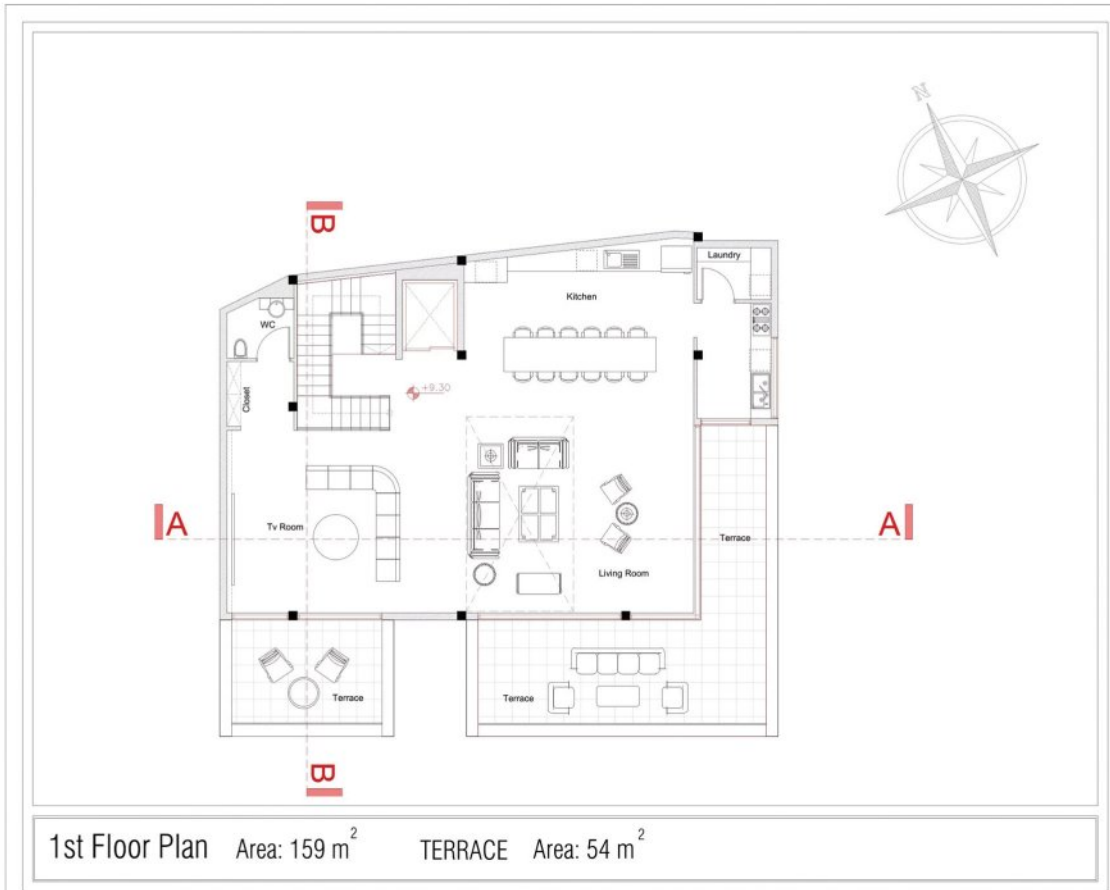 N
B
Laundry
Kitchen
WC
Closet
+9.30
A
A
Tv Room
Terrace
Living Room
Terrace
Terrace
B
1st Floor Plan Area: 159 m² TERRACE Area: 54 m²